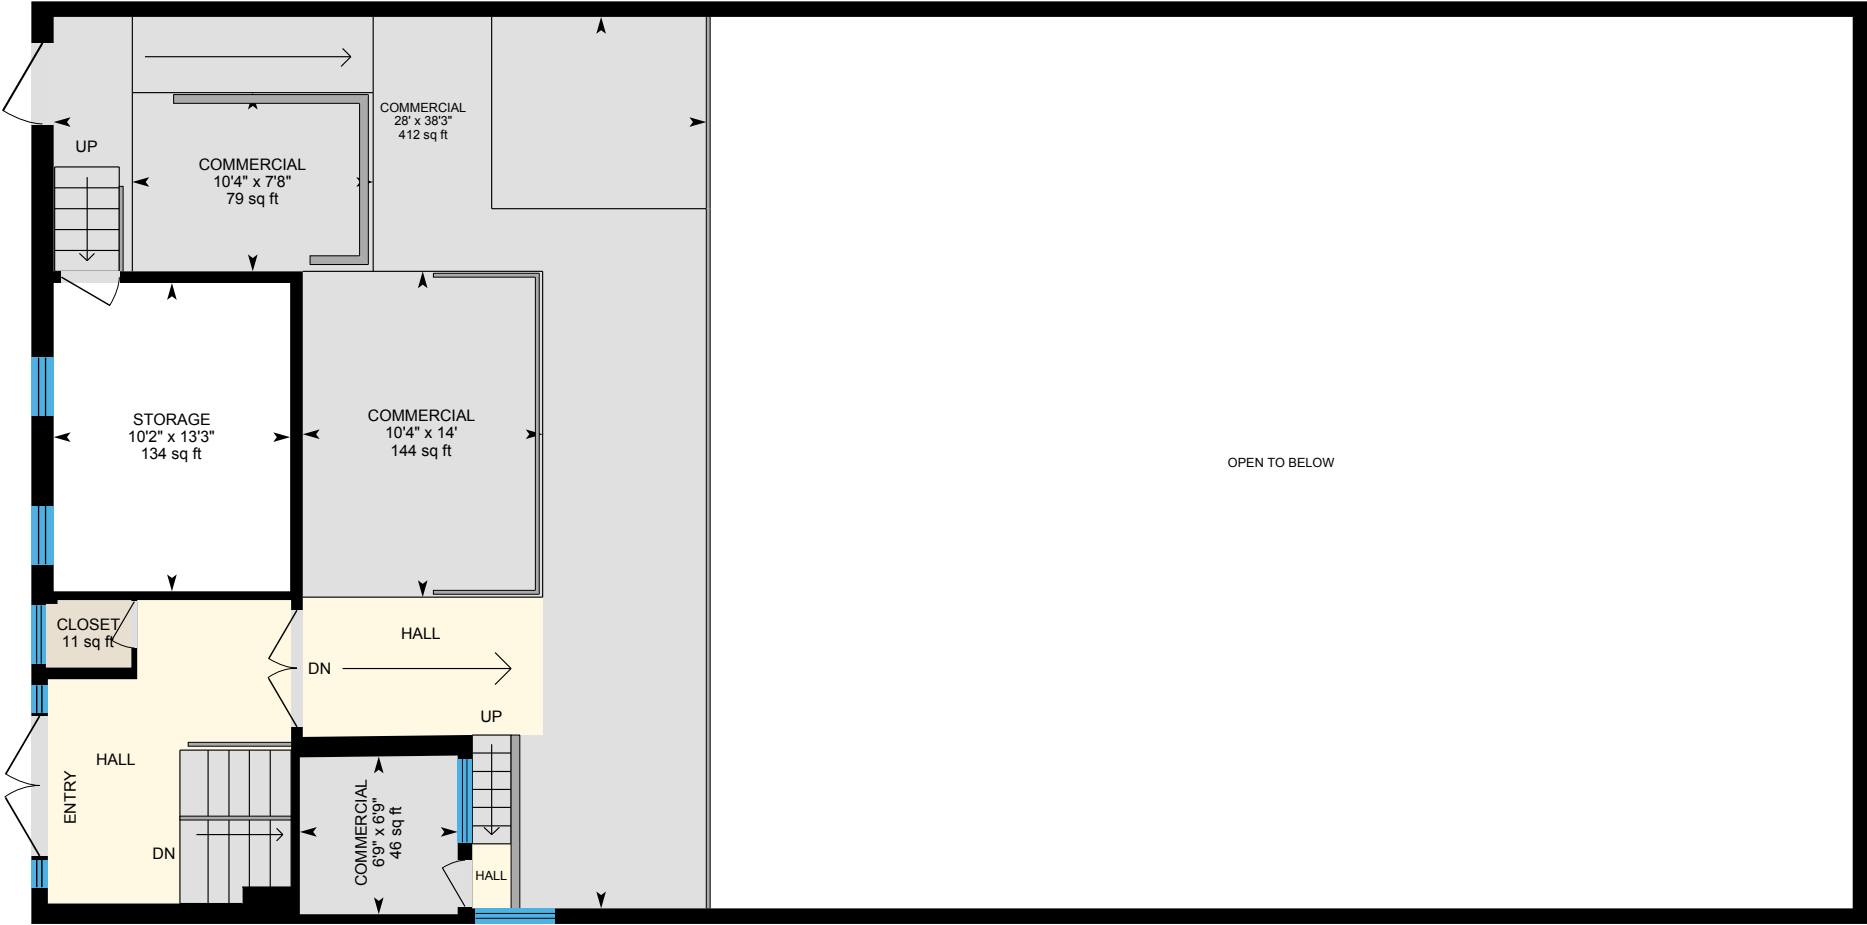 COMMERCIAL
28' x 38'3"
412 sq ft
UP
COMMERCIAL
10'4" x 7'8"
79 sq ft
STORAGE
10'2" x 13'3"
134 sq ft
COMMERCIAL
10'4" x 14'
144 sq ft
OPEN TO BELOW
CLOSET
11 sq ft
HALL
DN
UP
HALL
ENTRY
DN
COMMERCIAL
6'9" x 6'9"
46 sq ft
HALL